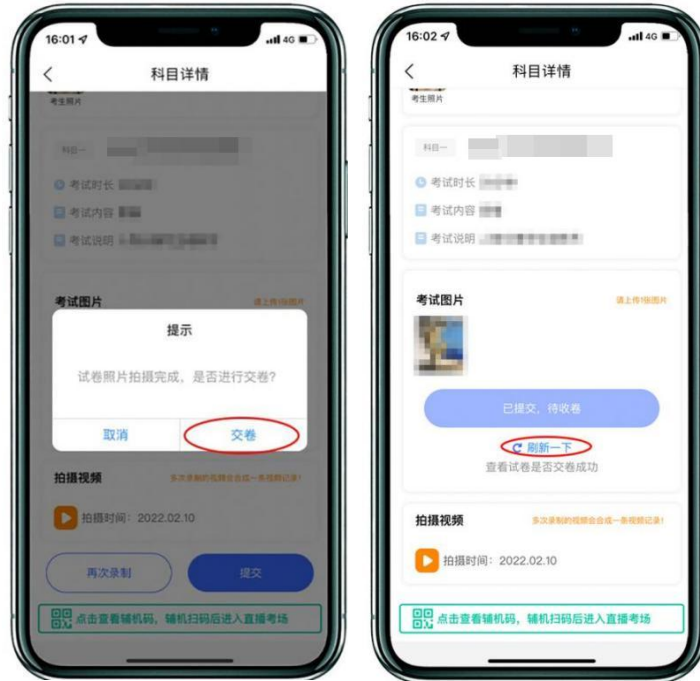 16:01
4G
科目详情
考生照片
科目一
考试时长
考试内容
考试说明
考试图片
请上传1张图片
提示
试卷照片拍摄完成，是否进行交卷?
取消
交卷
拍摄视频
多次录制的视频会合成一条视频记录!
拍摄时间: 2022.02.10
再次录制
提交
点击查看辅机码，辅机扫码后进入直播考场
16:02
4G
科目详情
考生照片
科目一
考试时长
考试内容
考试说明
考试图片
请上传1张图片
已提交，待收卷
刷新一下
查看试卷是否交卷成功
拍摄视频
多次录制的视频会合成一条视频记录!
拍摄时间: 2022.02.10
点击查看辅机码，辅机扫码后进入直播考场